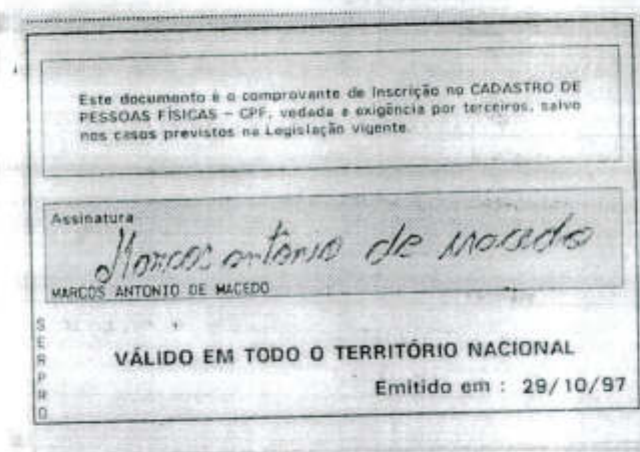 Este documento é o comprovante de Inscrição no CADASTRO DE
PESSOAS FÍSICAS – CPF, vedada a exigência por terceiros, salvo
nos casos previstos na Legislação vigente.
Assinatura
Marcos antonio de macedo
MARCOS ANTONIO DE MACEDO
SERPRO
VÁLIDO EM TODO O TERRITÓRIO NACIONAL
Emitido em : 29/10/97